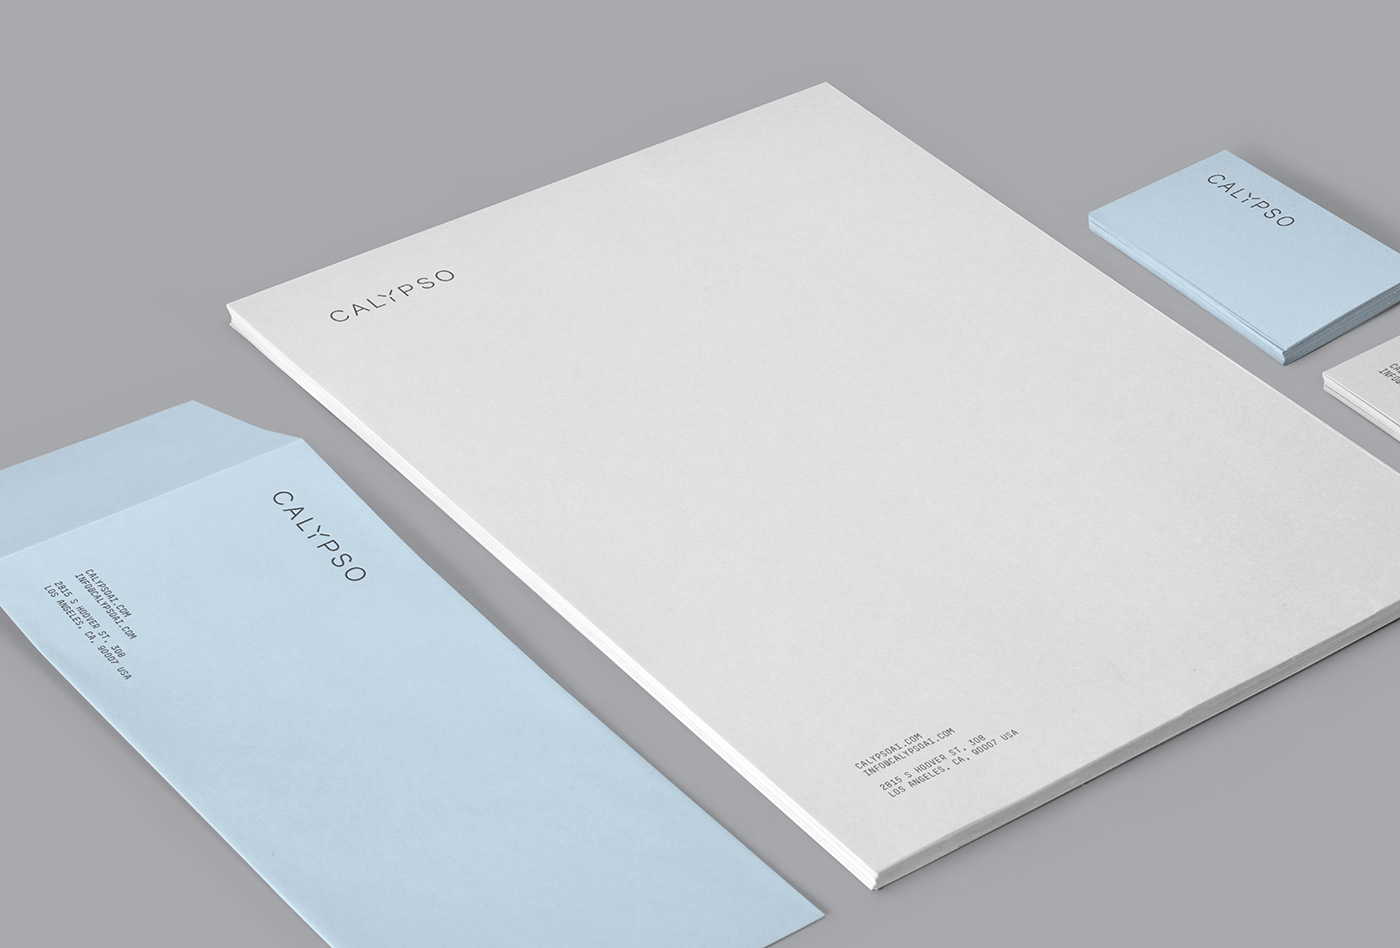 CALYPSO
CALYPSOAI.COM
INFO@CALYPSOAI.COM
2815 S HOOVER ST, 308
LOS ANGELES, CA, 90007 USA
CALYPSO
CALYPSOAI.COM
INFO@CALYPSOAI.COM
2815 S HOOVER ST, 308
LOS ANGELES, CA, 90007 USA
CALYPSO